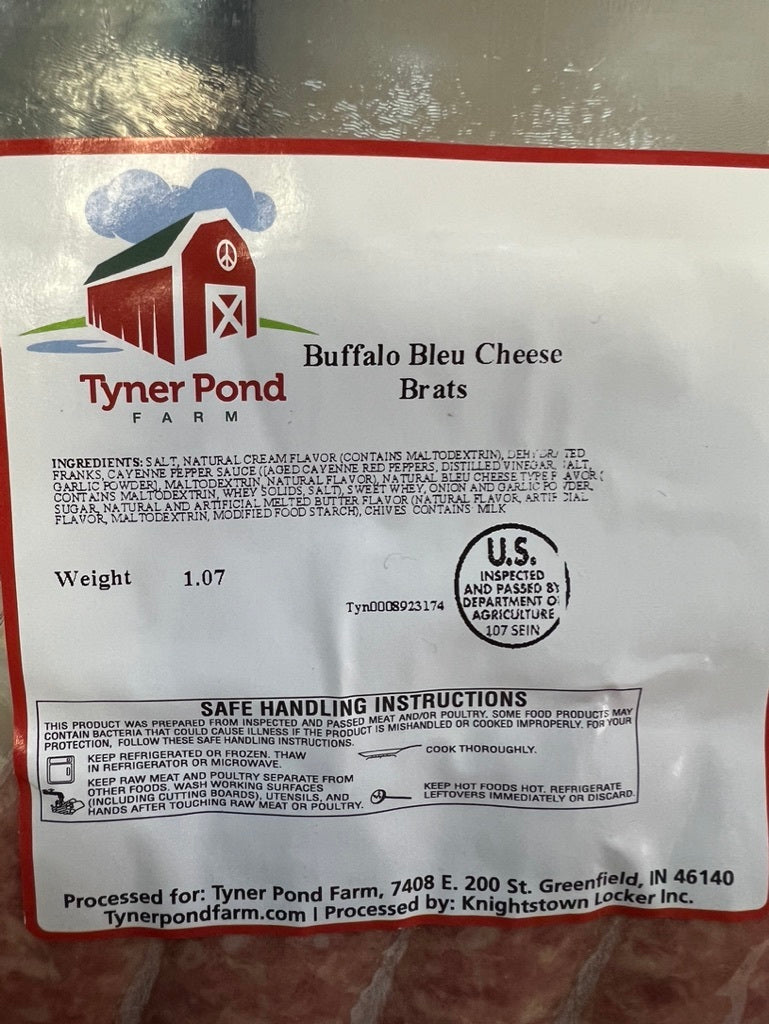 Tyner Pond
FARM
Buffalo Bleu Cheese
Brats
INGREDIENTS: SALT, NATURAL CREAM FLAVOR (CONTAINS MALTODEXTRIN), TED
FRANKS, CAYENNE PEPPER SAUCE ((AGED CAYENNE RED PEPPERS, DISTILLED VINEGAR, ALT,
GARLIC POWDER), MALTODEXTRIN, NATURAL FLAVOR), NATURAL BLEU CHEESE TYPE F AVOR (
CONTAINS MALTODEXTRIN, WHEY SOLIDS, SALT), SWEET WHEY, ONION AND GARLIC PO DER,
SUGAR, NATURAL AND ARTIFICIAL MELTED BUTTER FLAVOR (NATURAL FLAVOR, ARTIF CIAL
FLAVOR, MALTODEXTRIN, MODIFIED FOOD STARCH), CHIVES CONTAINS MILK
Weight 1.07
Tyn0008923174
U.S.
INSPECTED
AND PASSED BY
DEPARTMENT O
AGRICULTURE
107 SEIN
SAFE HANDLING INSTRUCTIONS
THIS PRODUCT WAS PREPARED FROM INSPECTED AND PASSED MEAT AND/OR POULTRY. SOME FOOD PRODUCTS MAY
CONTAIN BACTERIA THAT COULD CAUSE ILLNESS IF THE PRODUCT IS MISHANDLED OR COOKED IMPROPERLY. FOR YOUR
PROTECTION, FOLLOW THESE SAFE HANDLING INSTRUCTIONS.
KEEP REFRIGERATED OR FROZEN. THAW
IN REFRIGERATOR OR MICROWAVE.
COOK THOROUGHLY.
KEEP RAW MEAT AND POULTRY SEPARATE FROM
OTHER FOODS. WASH WORKING SURFACES
(INCLUDING CUTTING BOARDS), UTENSILS, AND
HANDS AFTER TOUCHING RAW MEAT OR POULTRY.
KEEP HOT FOODS HOT. REFRIGERATE
LEFTOVERS IMMEDIATELY OR DISCARD.
Processed for: Tyner Pond Farm, 7408 E. 200 St. Greenfield, IN 46140
Tynerpondfarm.com | Processed by: Knightstown Locker Inc.